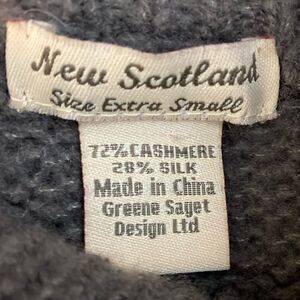 New Scotland
Size Extra Small
72% CASHMERE
28% SILK
Made in China
Greene Saget
Design Ltd